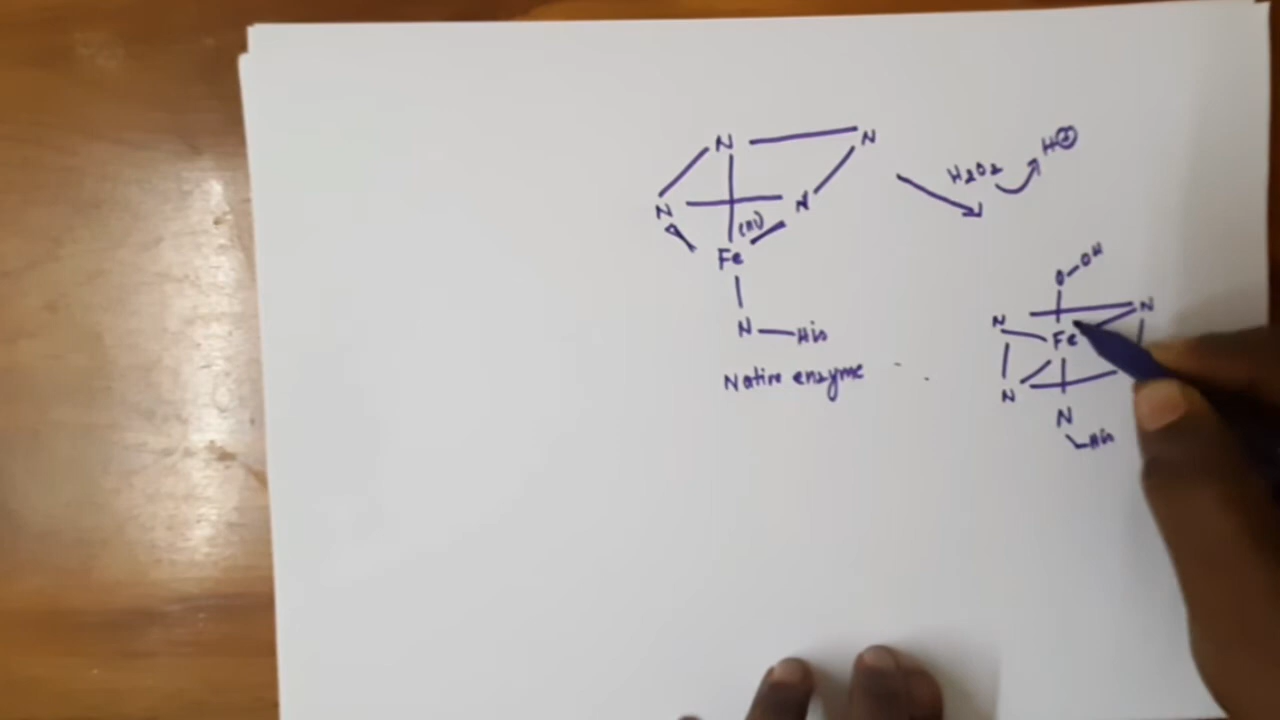 N N
H2O2 H⊕
N N
(III)
Fe
N—His
Native enzyme
O—OH
N N
Fe
N
N
His